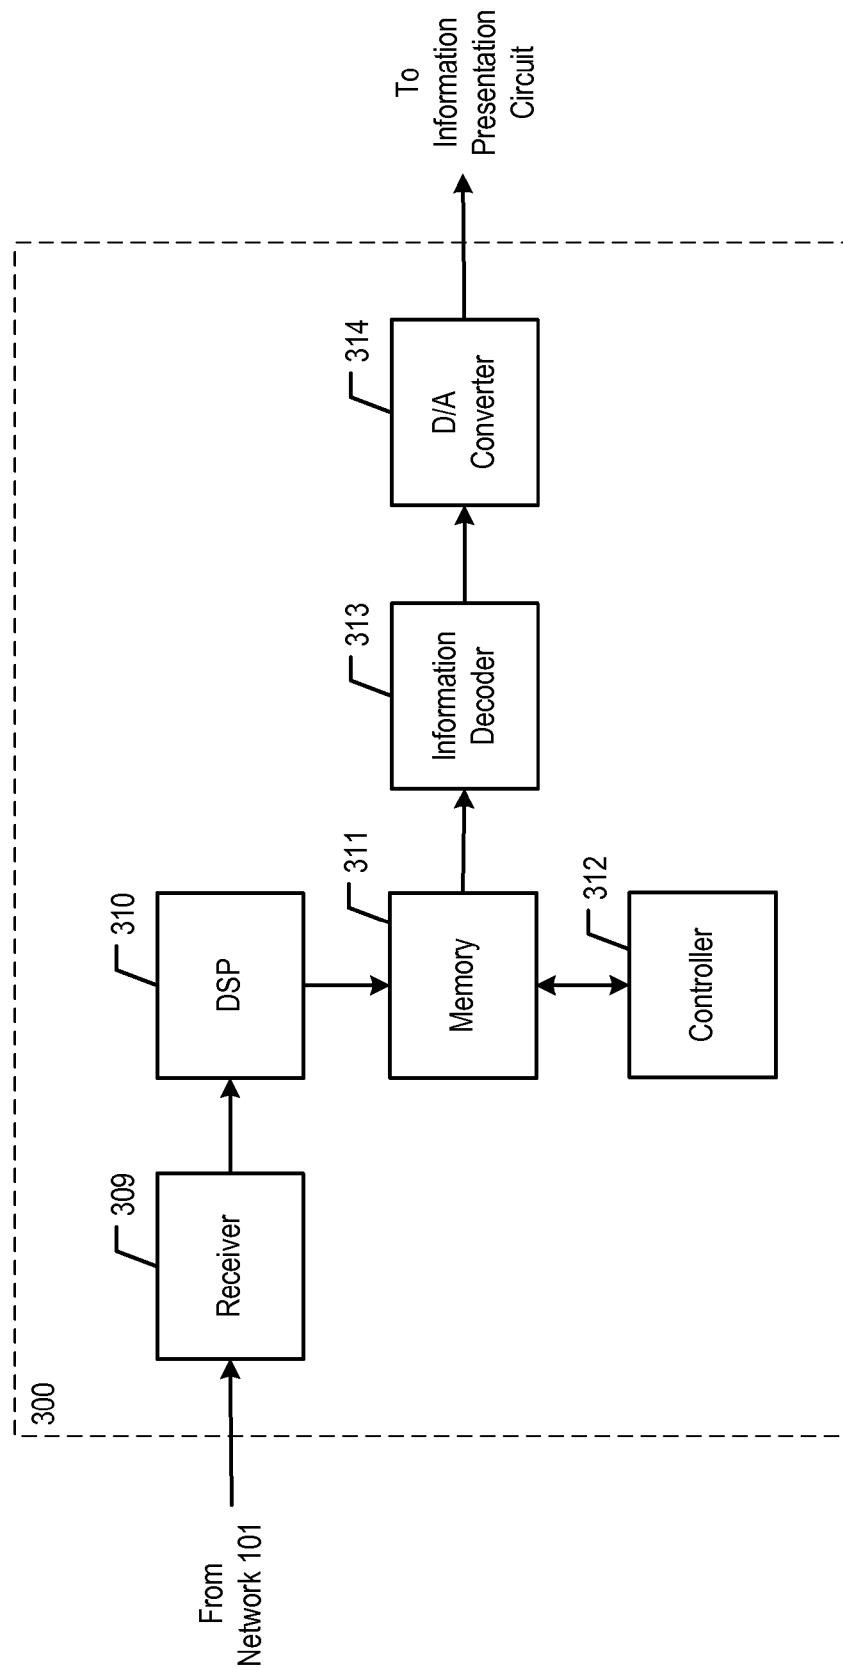 300
From
Network 101
309
Receiver
310
DSP
311
Memory
312
Controller
313
Information
Decoder
314
D/A
Converter
To
Information
Presentation
Circuit